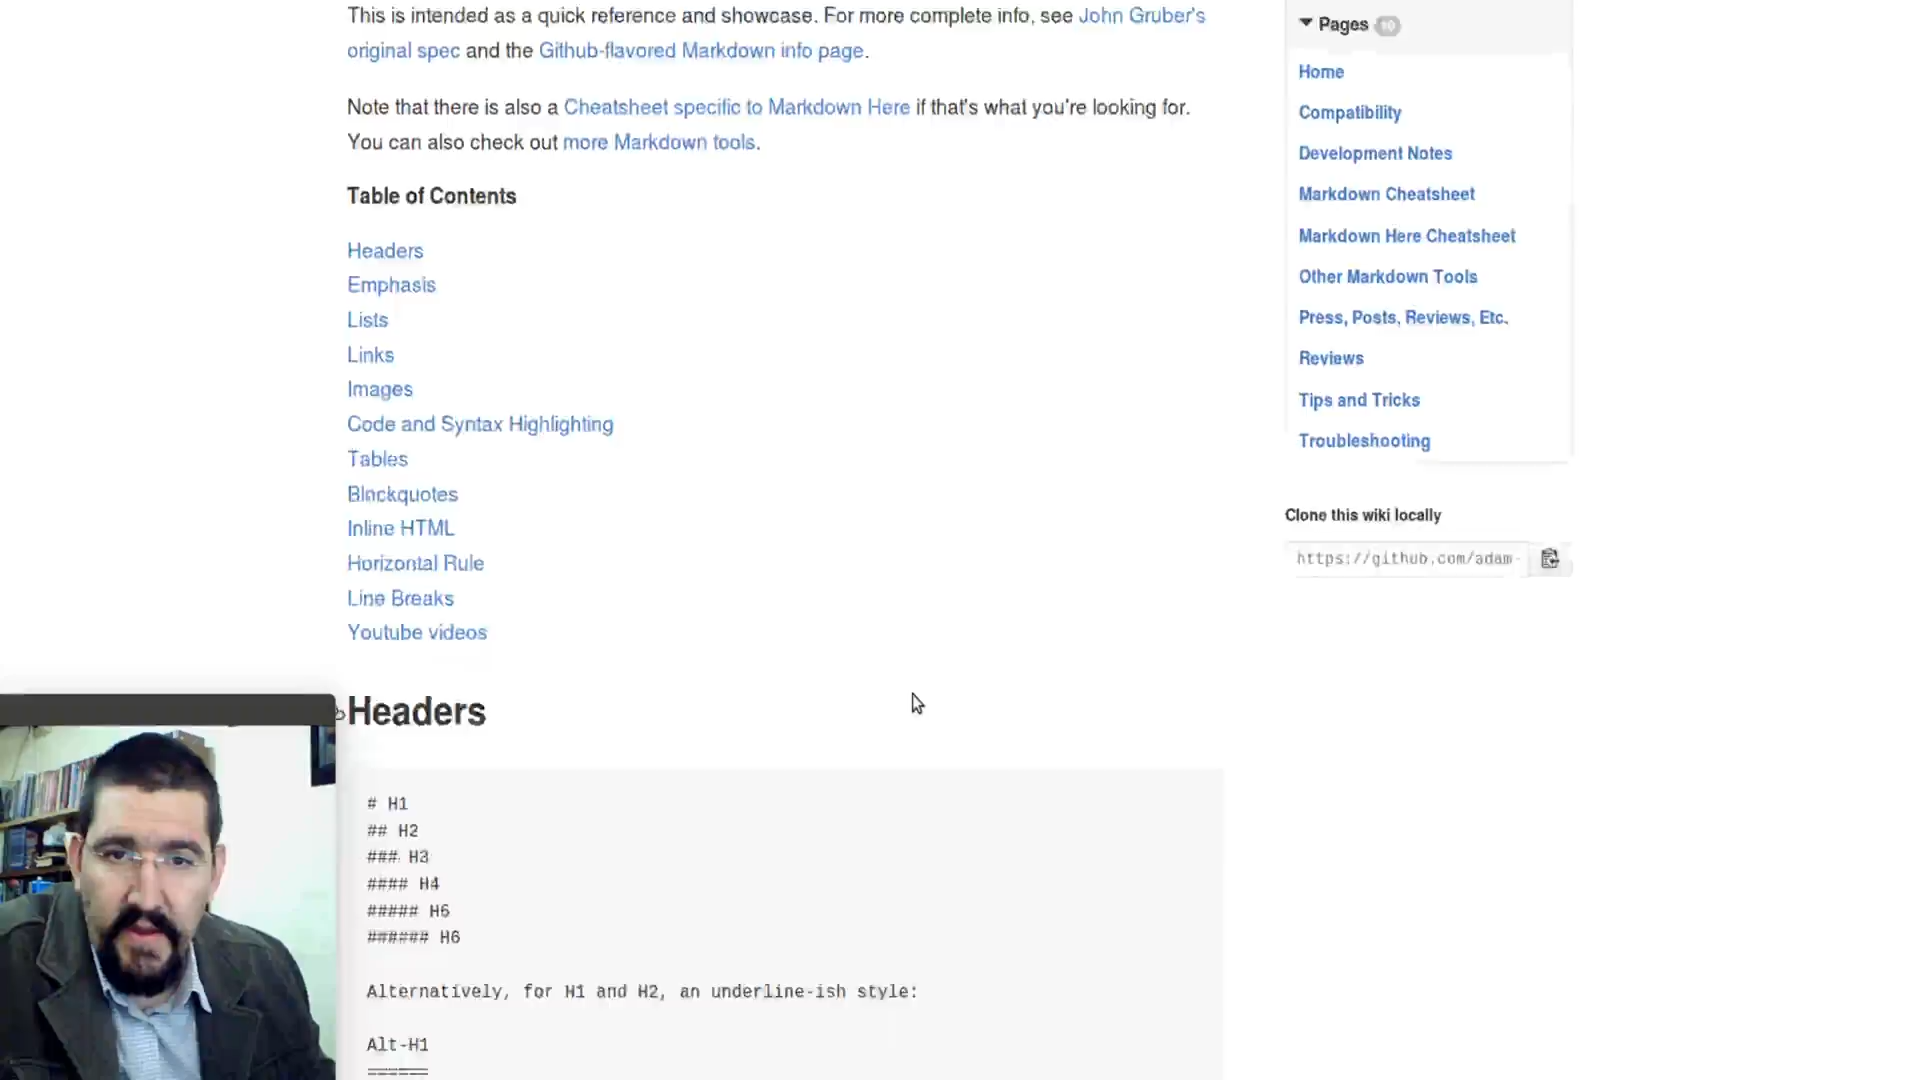 This is intended as a quick reference and showcase. For more complete info, see John Gruber's
original spec and the Github-flavored Markdown info page.
Note that there is also a Cheatsheet specific to Markdown Here if that's what you're looking for.
You can also check out more Markdown tools.
Table of Contents
Headers
Emphasis
Lists
Links
Images
Code and Syntax Highlighting
Tables
Blockquotes
Inline HTML
Horizontal Rule
Line Breaks
Youtube videos
Headers
# H1
## H2
### H3
#### H4
##### H6
###### H6
Alternatively, for H1 and H2, an underline-ish style:
Alt-H1
======
Pages 10
Home
Compatibility
Development Notes
Markdown Cheatsheet
Markdown Here Cheatsheet
Other Markdown Tools
Press, Posts, Reviews, Etc.
Reviews
Tips and Tricks
Troubleshooting
Clone this wiki locally
https://github.com/adam-